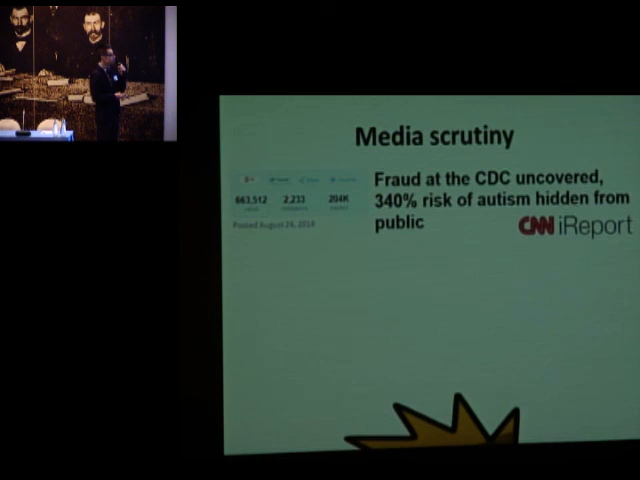 Media scrutiny
663,512 2,233 204K
Posted August 24, 2014
Fraud at the CDC uncovered,
340% risk of autism hidden from
public
CNN iReport